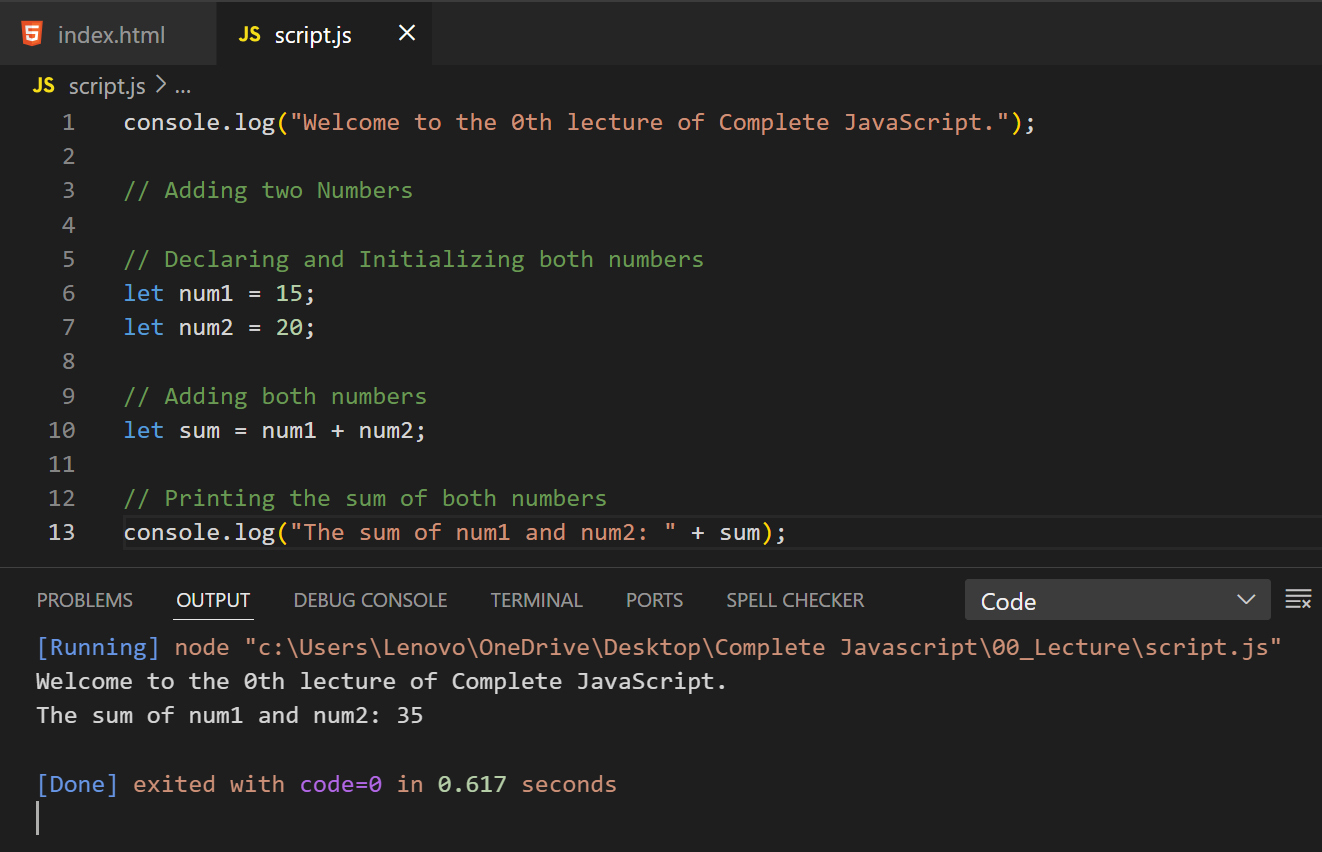 index.html JS script.js ×
JS script.js > ...
1 console.log("Welcome to the 0th lecture of Complete JavaScript.");
2
3 // Adding two Numbers
4
5 // Declaring and Initializing both numbers
6 let num1 = 15;
7 let num2 = 20;
8
9 // Adding both numbers
10 let sum = num1 + num2;
11
12 // Printing the sum of both numbers
13 console.log("The sum of num1 and num2: " + sum);
PROBLEMS OUTPUT DEBUG CONSOLE TERMINAL PORTS SPELL CHECKER Code
[Running] node "c:\Users\Lenovo\OneDrive\Desktop\Complete Javascript\00_Lecture\script.js"
Welcome to the 0th lecture of Complete JavaScript.
The sum of num1 and num2: 35
[Done] exited with code=0 in 0.617 seconds